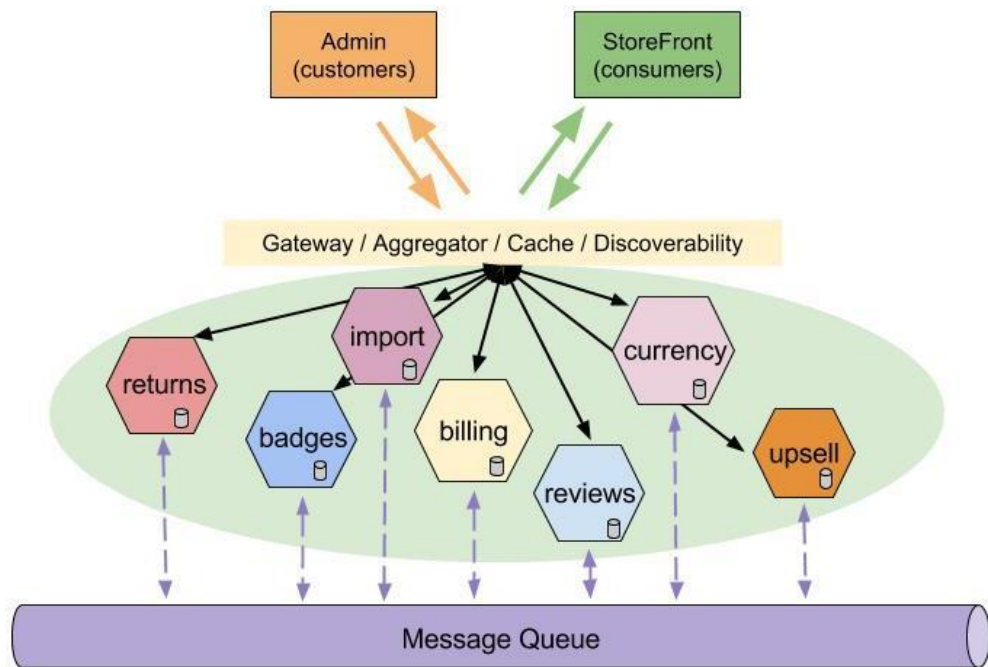 Admin
(customers)
StoreFront
(consumers)
Gateway / Aggregator / Cache / Discoverability
import
currency
returns
badges
billing
upsell
reviews
Message Queue